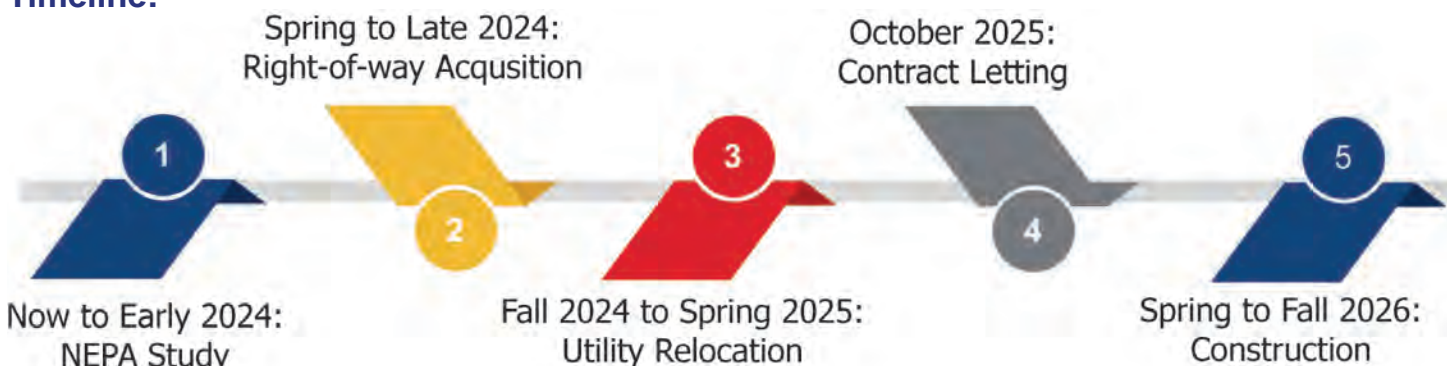 Timeline:
Spring to Late 2024:
Right-of-way Acqusition
October 2025:
Contract Letting
1
2
3
4
5
Now to Early 2024:
NEPA Study
Fall 2024 to Spring 2025:
Utility Relocation
Spring to Fall 2026:
Construction